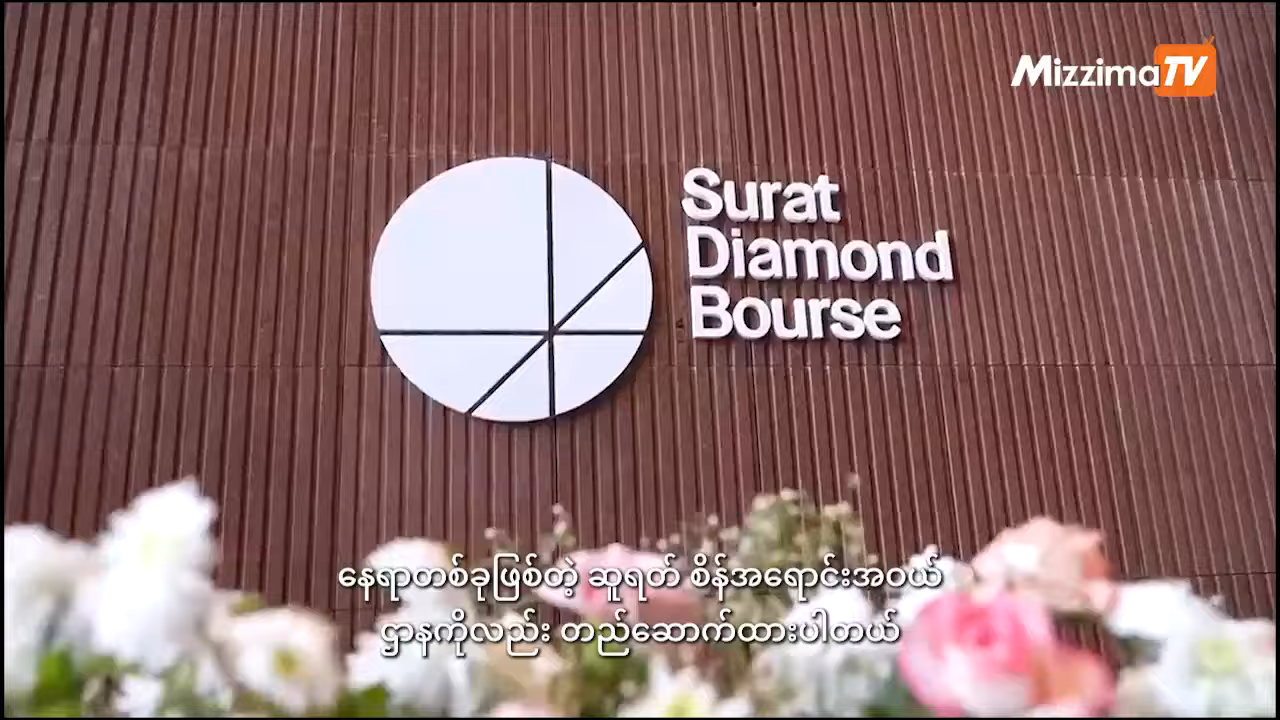 MizzimaTV
Surat
Diamond
Bourse
နေရာတစ်ခုဖြစ်တဲ့ ဆူရတ် စိန်အရောင်းအဝယ်
ဌာနကိုလည်း တည်ဆောက်ထားပါတယ်